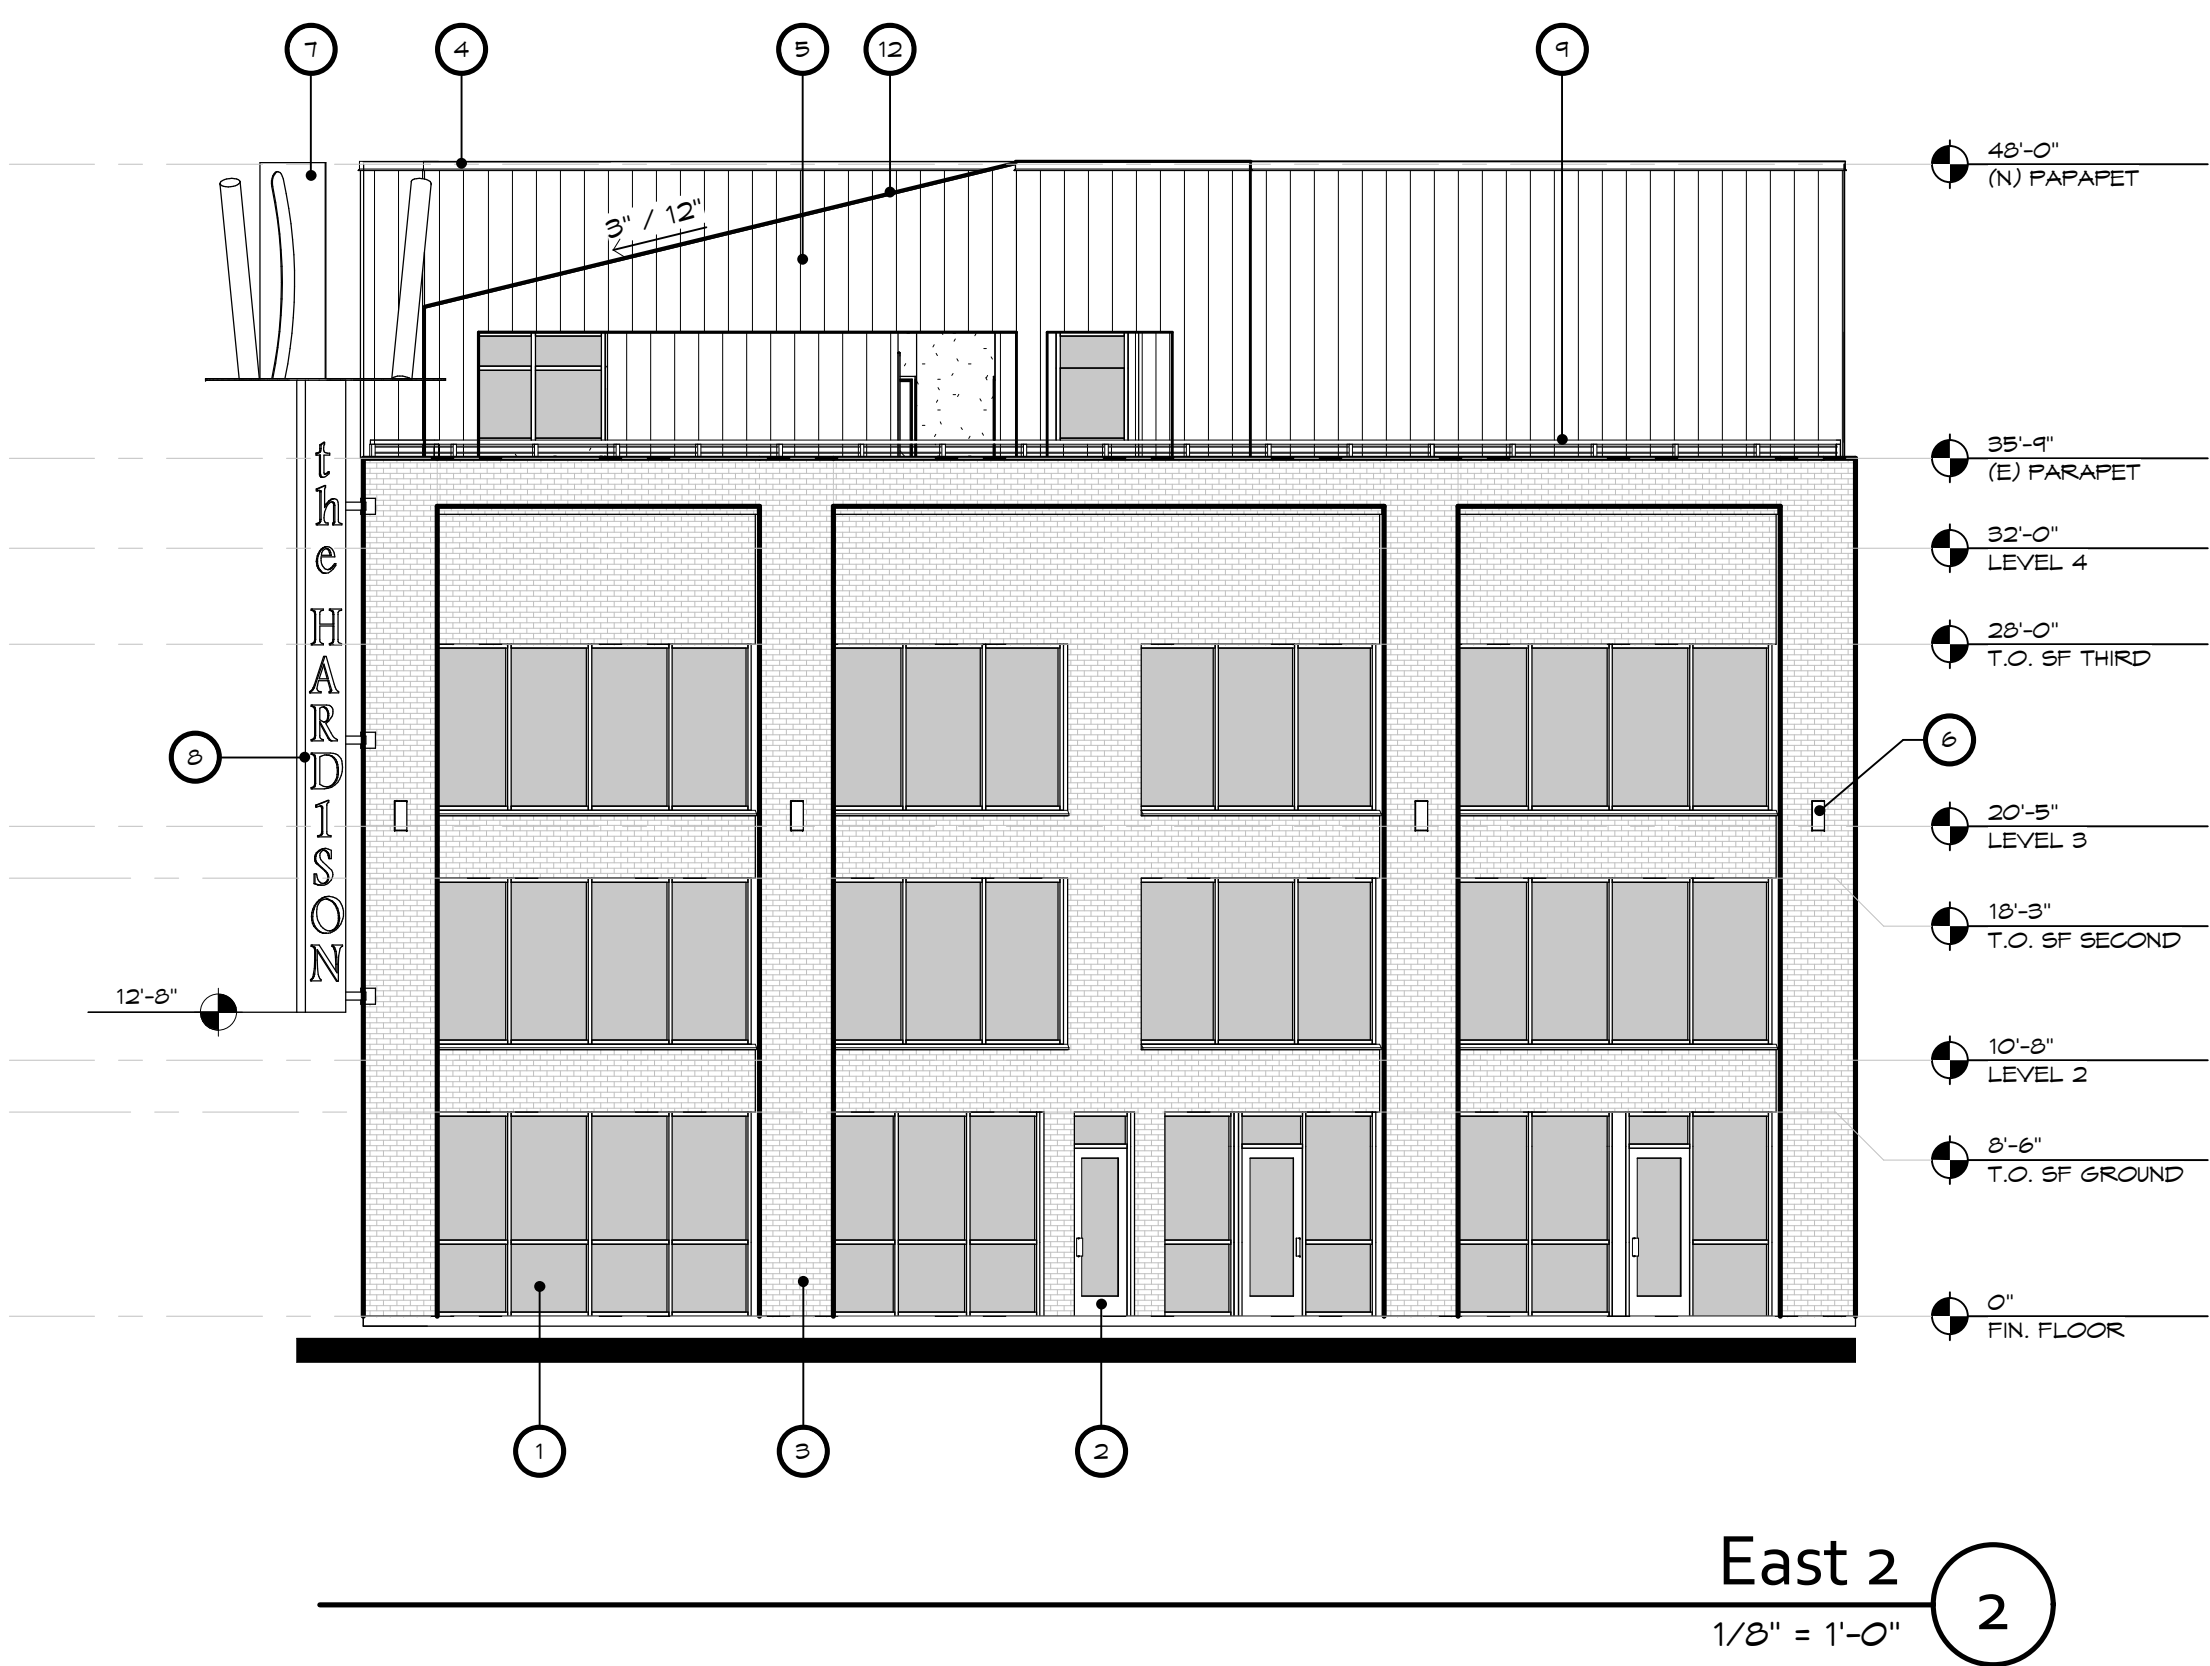 7
4
5
12
9
48'-0"
(N) PAPAPET
3" / 12"
35'-9"
(E) PARAPET
32'-0"
LEVEL 4
28'-0"
T.O. SF THIRD
the HARDISON
8
6
20'-5"
LEVEL 3
18'-3"
T.O. SF SECOND
12'-8"
10'-8"
LEVEL 2
8'-6"
T.O. SF GROUND
0"
FIN. FLOOR
1
3
2
East 2
2
1/8" = 1'-0"